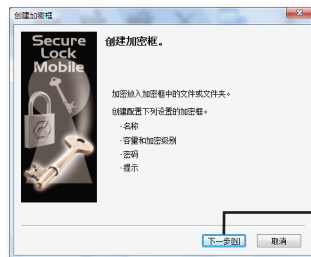 创建加密框
Secure
Lock
Mobile
创建加密框。
加密放入加密框中的文件或文件夹。
创建配置下列设置的加密框。
·名称
·容量和加密级别
·密码
·提示
下一步[N]
取消